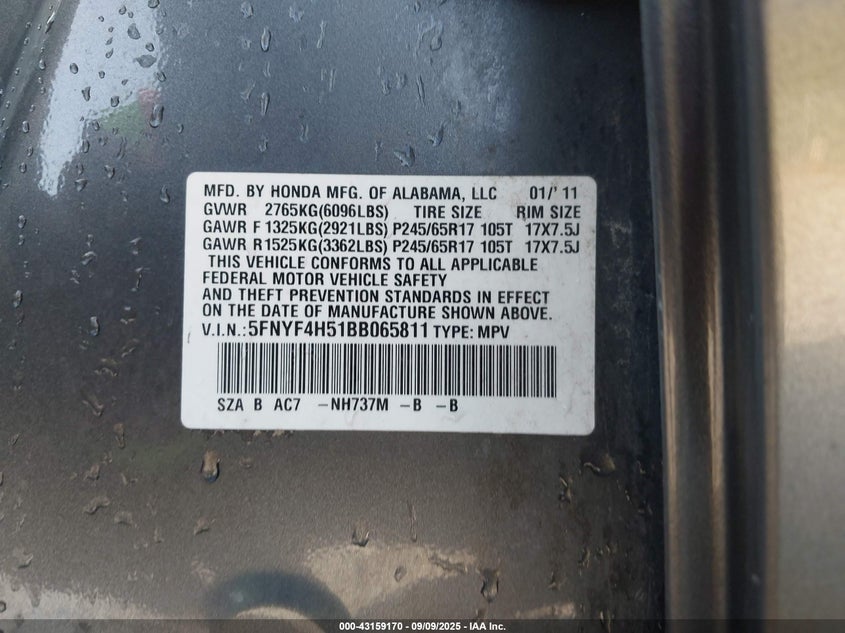 MFD. BY HONDA MFG. OF ALABAMA, LLC 01/' 11
GVWR 2765KG(6096LBS) TIRE SIZE RIM SIZE
GAWR F 1325KG(2921LBS) P245/65R17 105T 17X7.5J
GAWR R 1525KG(3362LBS) P245/65R17 105T 17X7.5J
THIS VEHICLE CONFORMS TO ALL APPLICABLE
FEDERAL MOTOR VEHICLE SAFETY
AND THEFT PREVENTION STANDARDS IN EFFECT
ON THE DATE OF MANUFACTURE SHOWN ABOVE.
V.I.N.:5FNYF4H51BB065811 TYPE: MPV
SZA B AC7 -NH737M -B -B
000-43159170 - 09/09/2025 - IAA Inc.